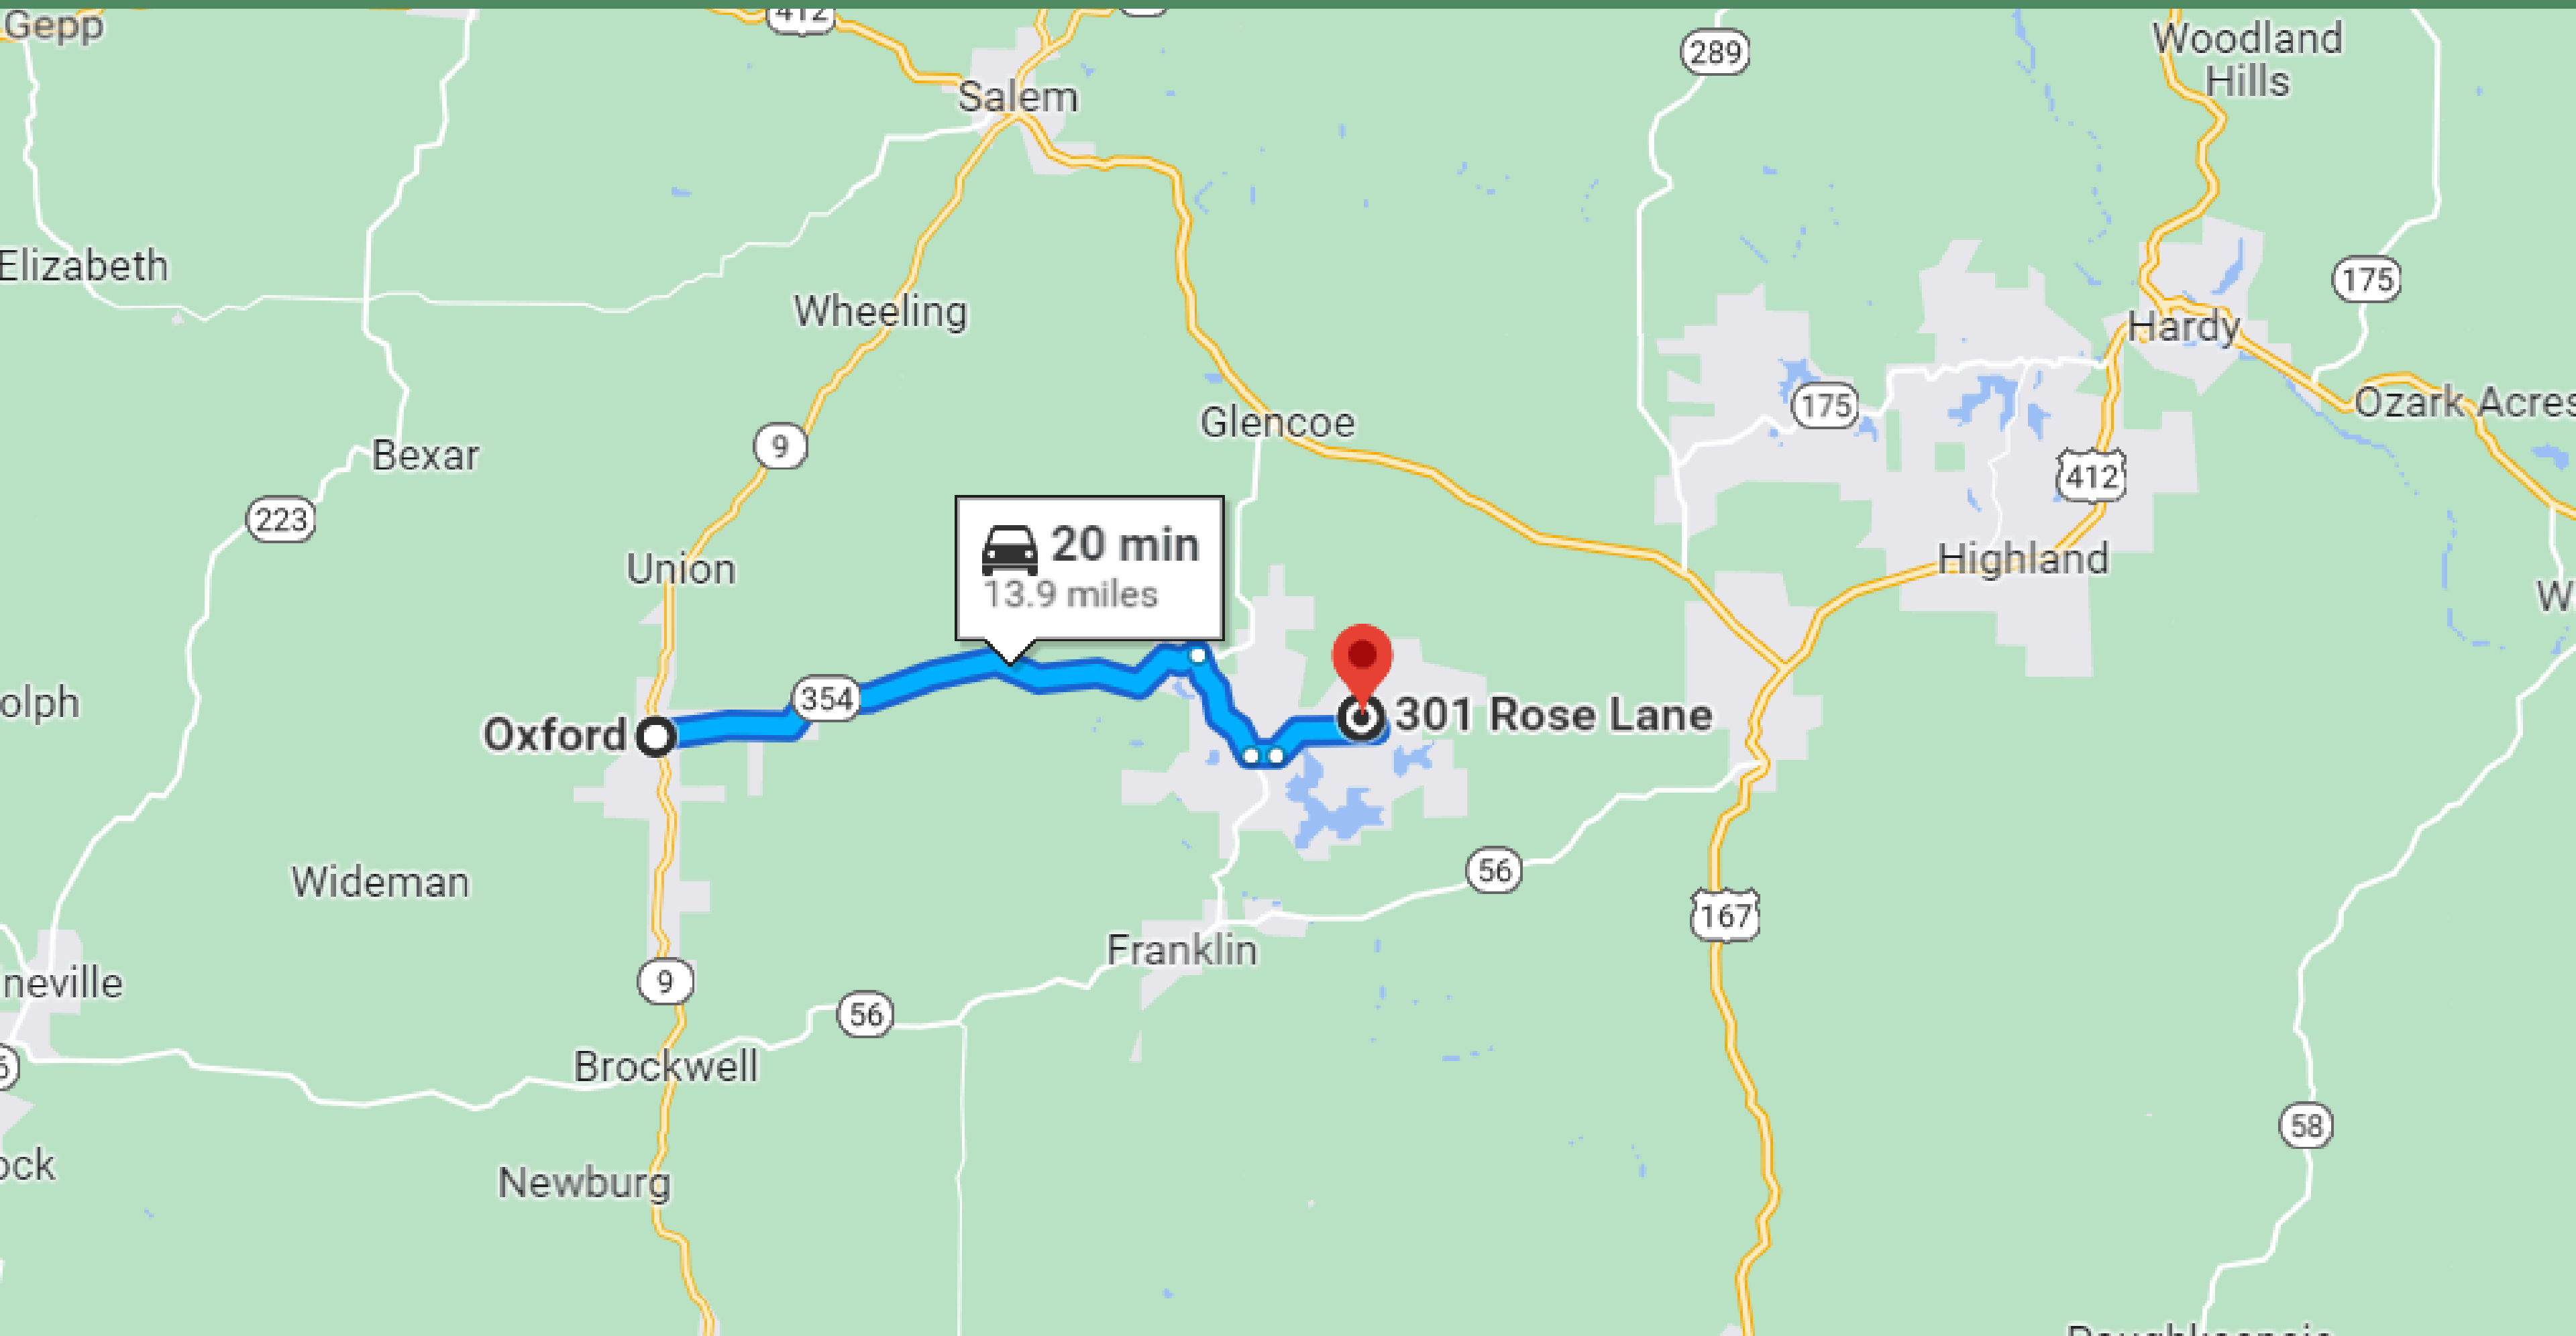 Gepp
412
289
Woodland
Hills
Salem
Elizabeth
175
Wheeling
Hardy
175
Ozark Acres
Glencoe
9
Bexar
412
223
20 min
13.9 miles
Highland
Union
W
354
301 Rose Lane
Oxford
olph
56
Wideman
167
Franklin
neville
9
56
Brockwell
58
ock
Newburg